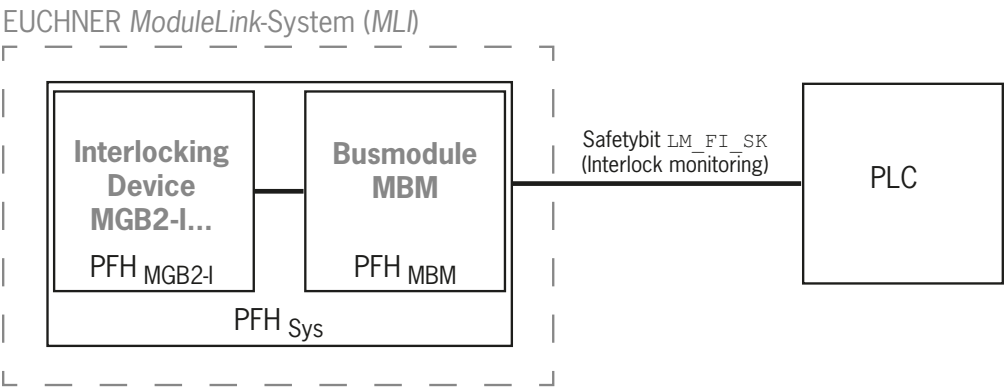 EUCHNER ModuleLink-System (MLI)
Interlocking
Device
MGB2-I...
PFH MGB2-I
Busmodule
MBM
PFH MBM
PFH Sys
Safetybit LM_FI_SK
(Interlock monitoring)
PLC